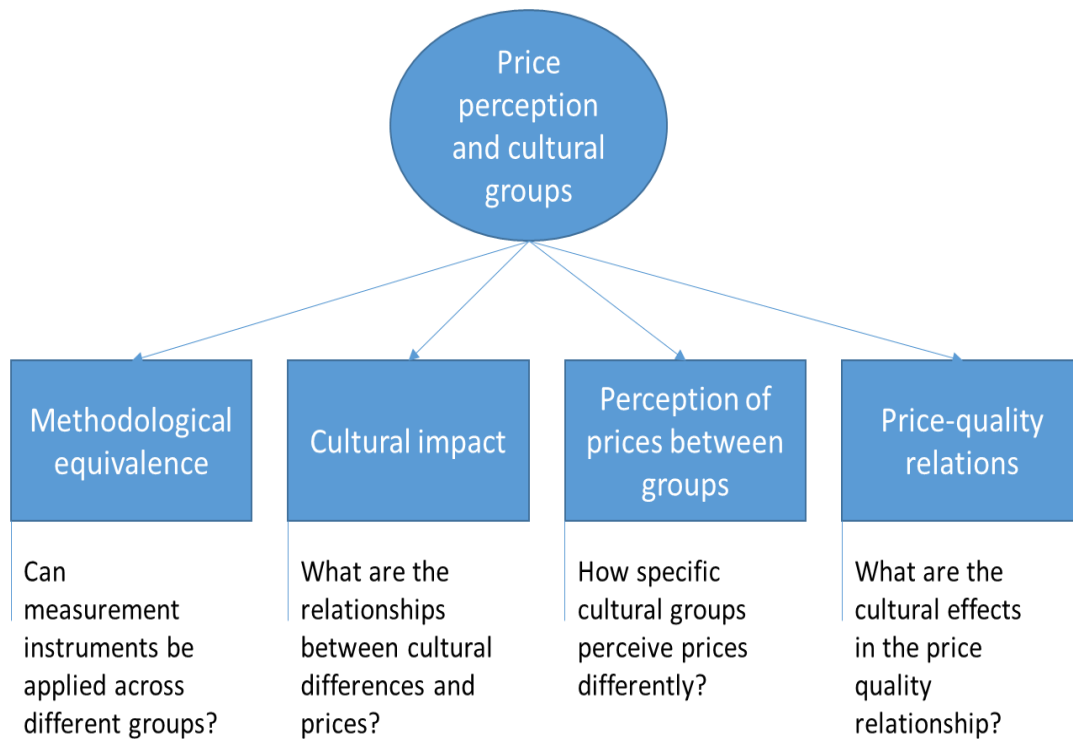 Price
perception
and cultural
groups
Methodological
equivalence
Cultural impact
Perception of
prices between
groups
Price-quality
relations
Can
measurement
instruments be
applied across
different groups?
What are the
relationships
between cultural
differences and
prices?
How specific
cultural groups
perceive prices
differently?
What are the
cultural effects
in the price
quality
relationship?